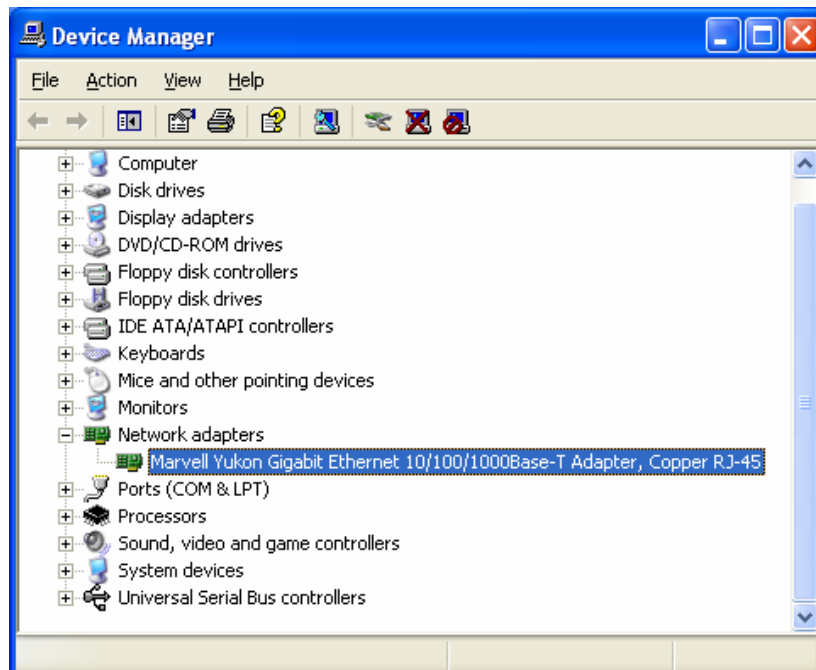 Device Manager
File Action View Help
Computer
Disk drives
Display adapters
DVD/CD-ROM drives
Floppy disk controllers
Floppy disk drives
IDE ATA/ATAPI controllers
Keyboards
Mice and other pointing devices
Monitors
Network adapters
Marvell Yukon Gigabit Ethernet 10/100/1000Base-T Adapter, Copper RJ-45
Ports (COM & LPT)
Processors
Sound, video and game controllers
System devices
Universal Serial Bus controllers